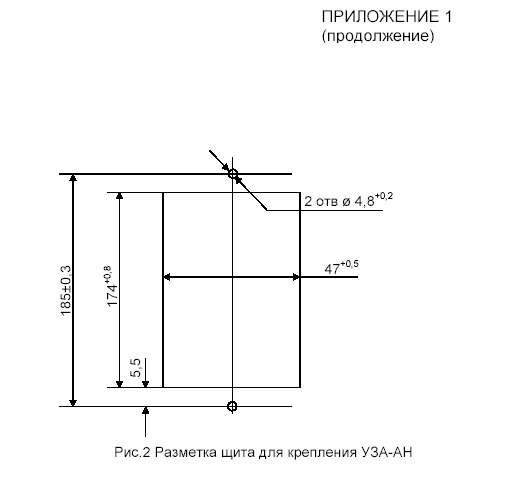 ПРИЛОЖЕНИЕ 1
(продолжение)
2 отв ø 4,8+0,2
47+0,5
185±0,3
174+0,8
5,5
Рис.2 Разметка щита для крепления УЗА-АН